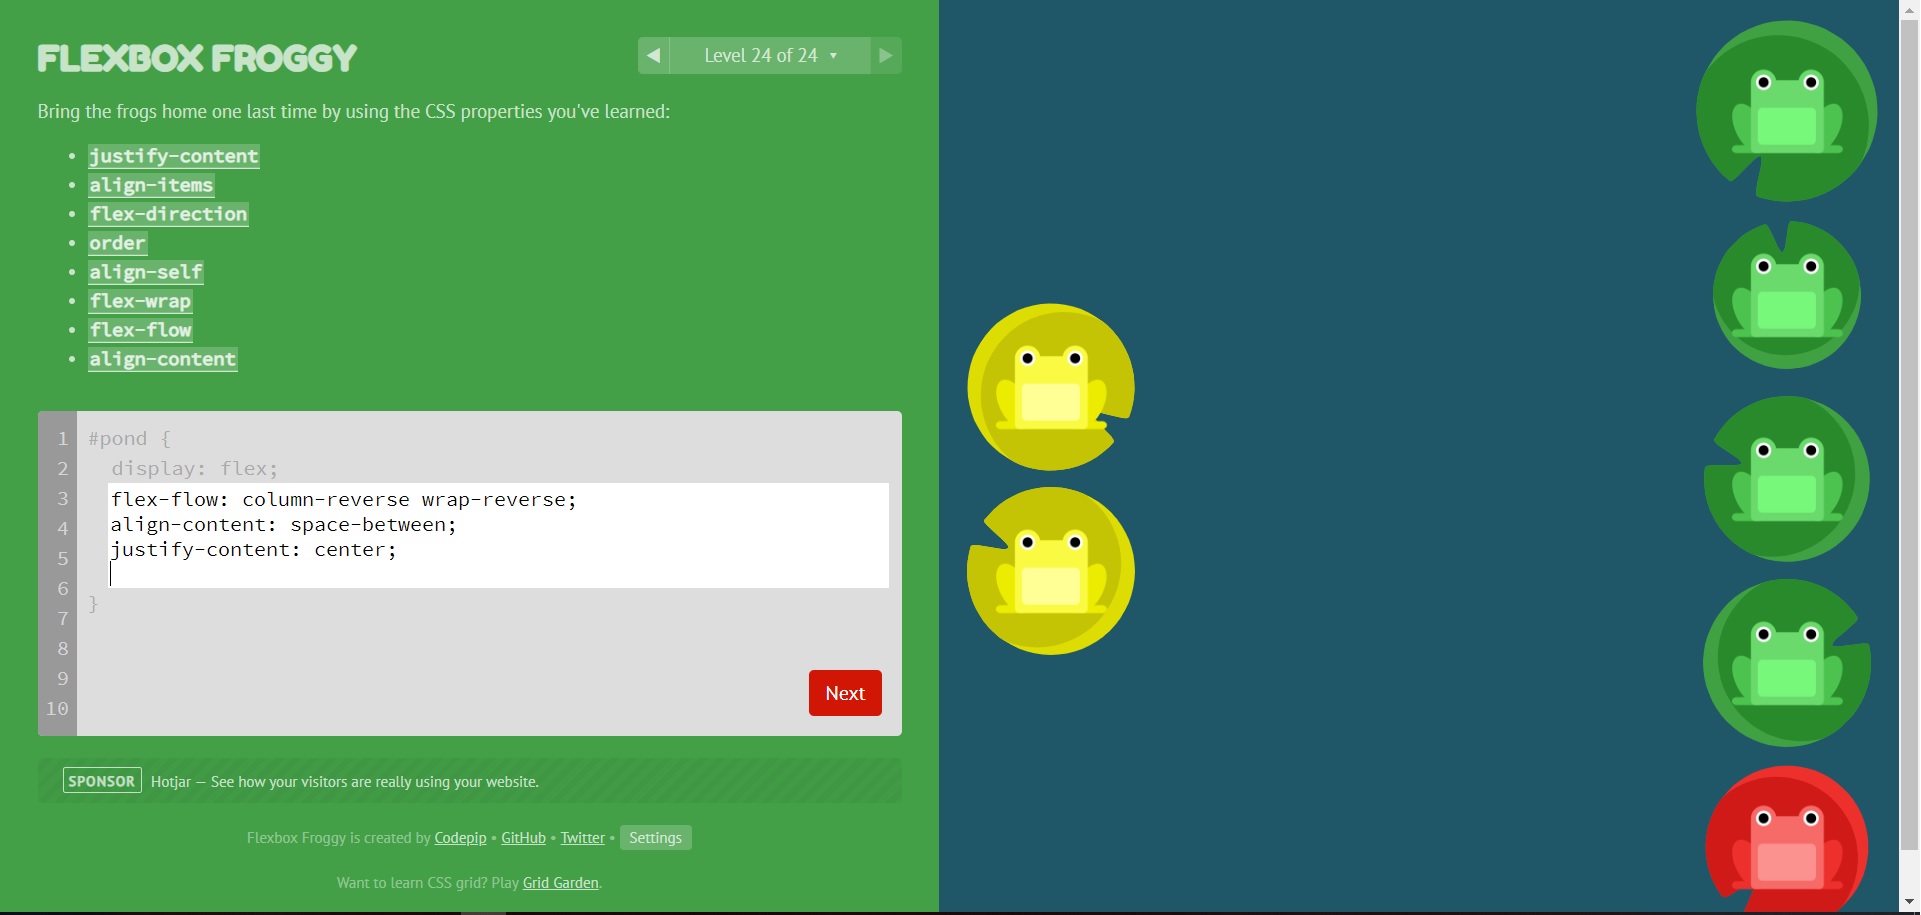 FLEXBOX FROGGY
◀ Level 24 of 24 ▼ ▶
Bring the frogs home one last time by using the CSS properties you've learned:
• justify-content
• align-items
• flex-direction
• order
• align-self
• flex-wrap
• flex-flow
• align-content
1 #pond {
2 display: flex;
3 flex-flow: column-reverse wrap-reverse;
4 align-content: space-between;
5 justify-content: center;
6
7 }
8
9
10
Next
SPONSOR Hotjar — See how your visitors are really using your website.
Flexbox Froggy is created by Codepip • GitHub • Twitter • Settings
Want to learn CSS grid? Play Grid Garden.